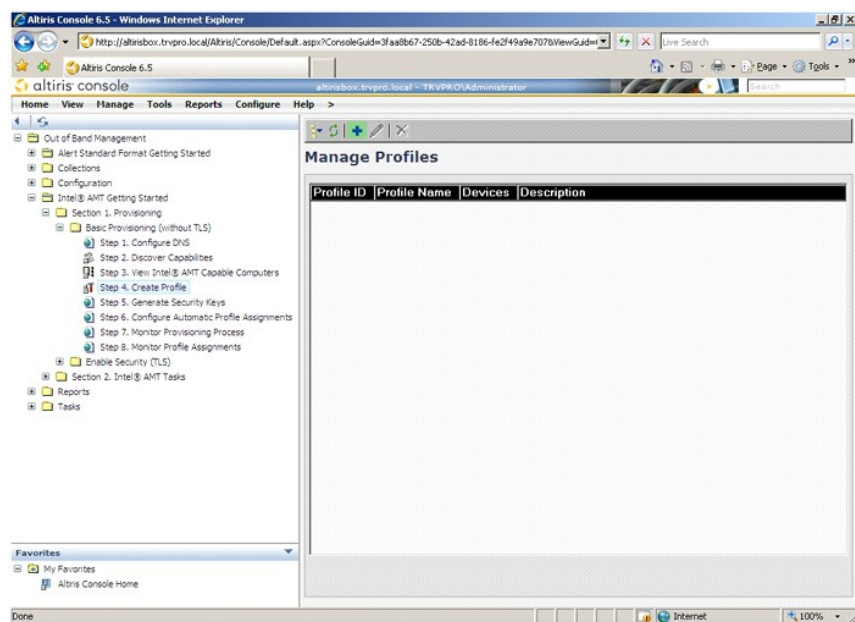 Altiris Console 6.5 - Windows Internet Explorer
http://altirisbox.trvpro.local/Altiris/Console/Default.aspx?ConsoleGuid=3faa8b67-250b-42ad-8186-fe2f49a9e707&ViewGuid=
Live Search
Altiris Console 6.5
Page
Tools
altiris console
altirisbox.trvpro.local - TRVPRO\Administrator
Search
Home View Manage Tools Reports Configure Help >
Out of Band Management
Alert Standard Format Getting Started
Collections
Configuration
Intel® AMT Getting Started
Section 1. Provisioning
Basic Provisioning (without TLS)
Step 1. Configure DNS
Step 2. Discover Capabilities
Step 3. View Intel® AMT Capable Computers
Step 4. Create Profile
Step 5. Generate Security Keys
Step 6. Configure Automatic Profile Assignments
Step 7. Monitor Provisioning Process
Step 8. Monitor Profile Assignments
Enable Security (TLS)
Section 2. Intel® AMT Tasks
Reports
Tasks
Manage Profiles
Profile ID Profile Name Devices Description
Favorites
My Favorites
Altiris Console Home
Done
Internet
100%